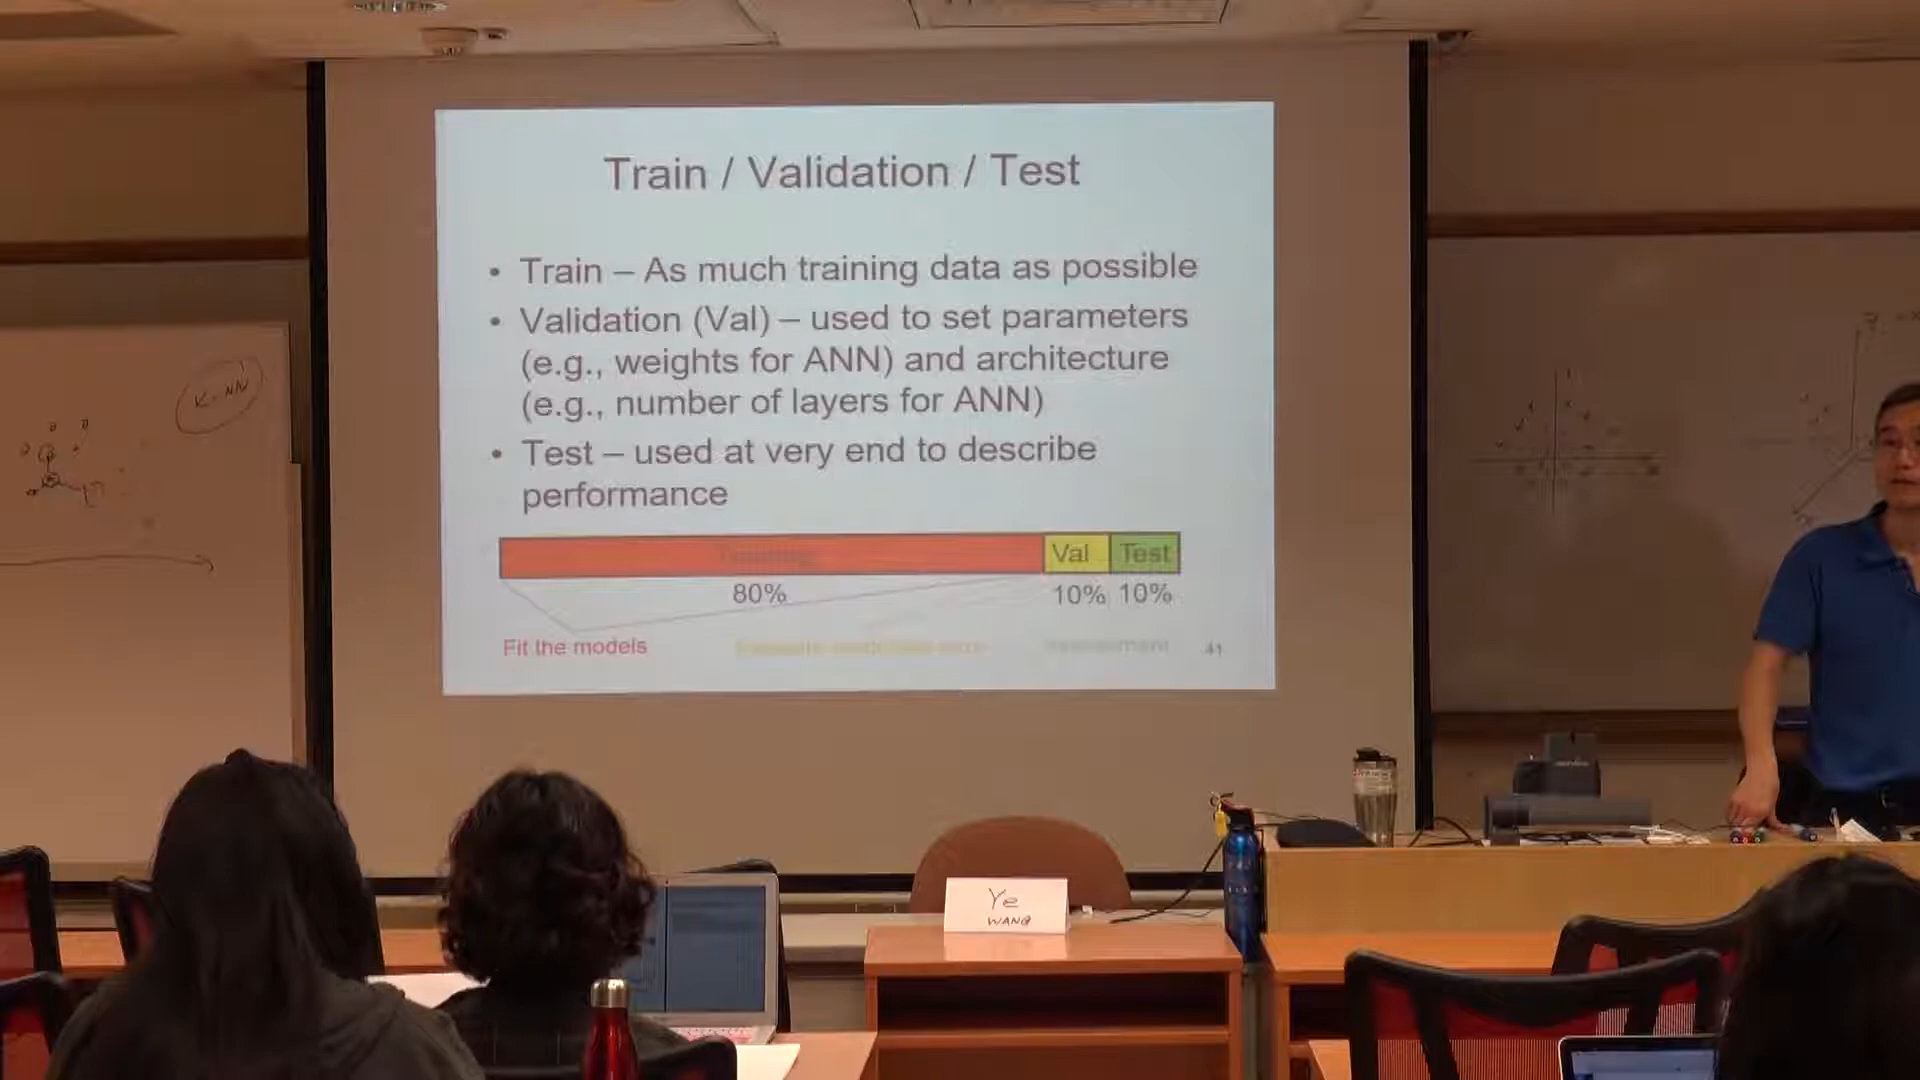 Train / Validation / Test
• Train – As much training data as possible
• Validation (Val) – used to set parameters
(e.g., weights for ANN) and architecture
(e.g., number of layers for ANN)
• Test – used at very end to describe
performance
Val Test
80% 10% 10%
Fit the models
41
K-NN
Ye
WANG